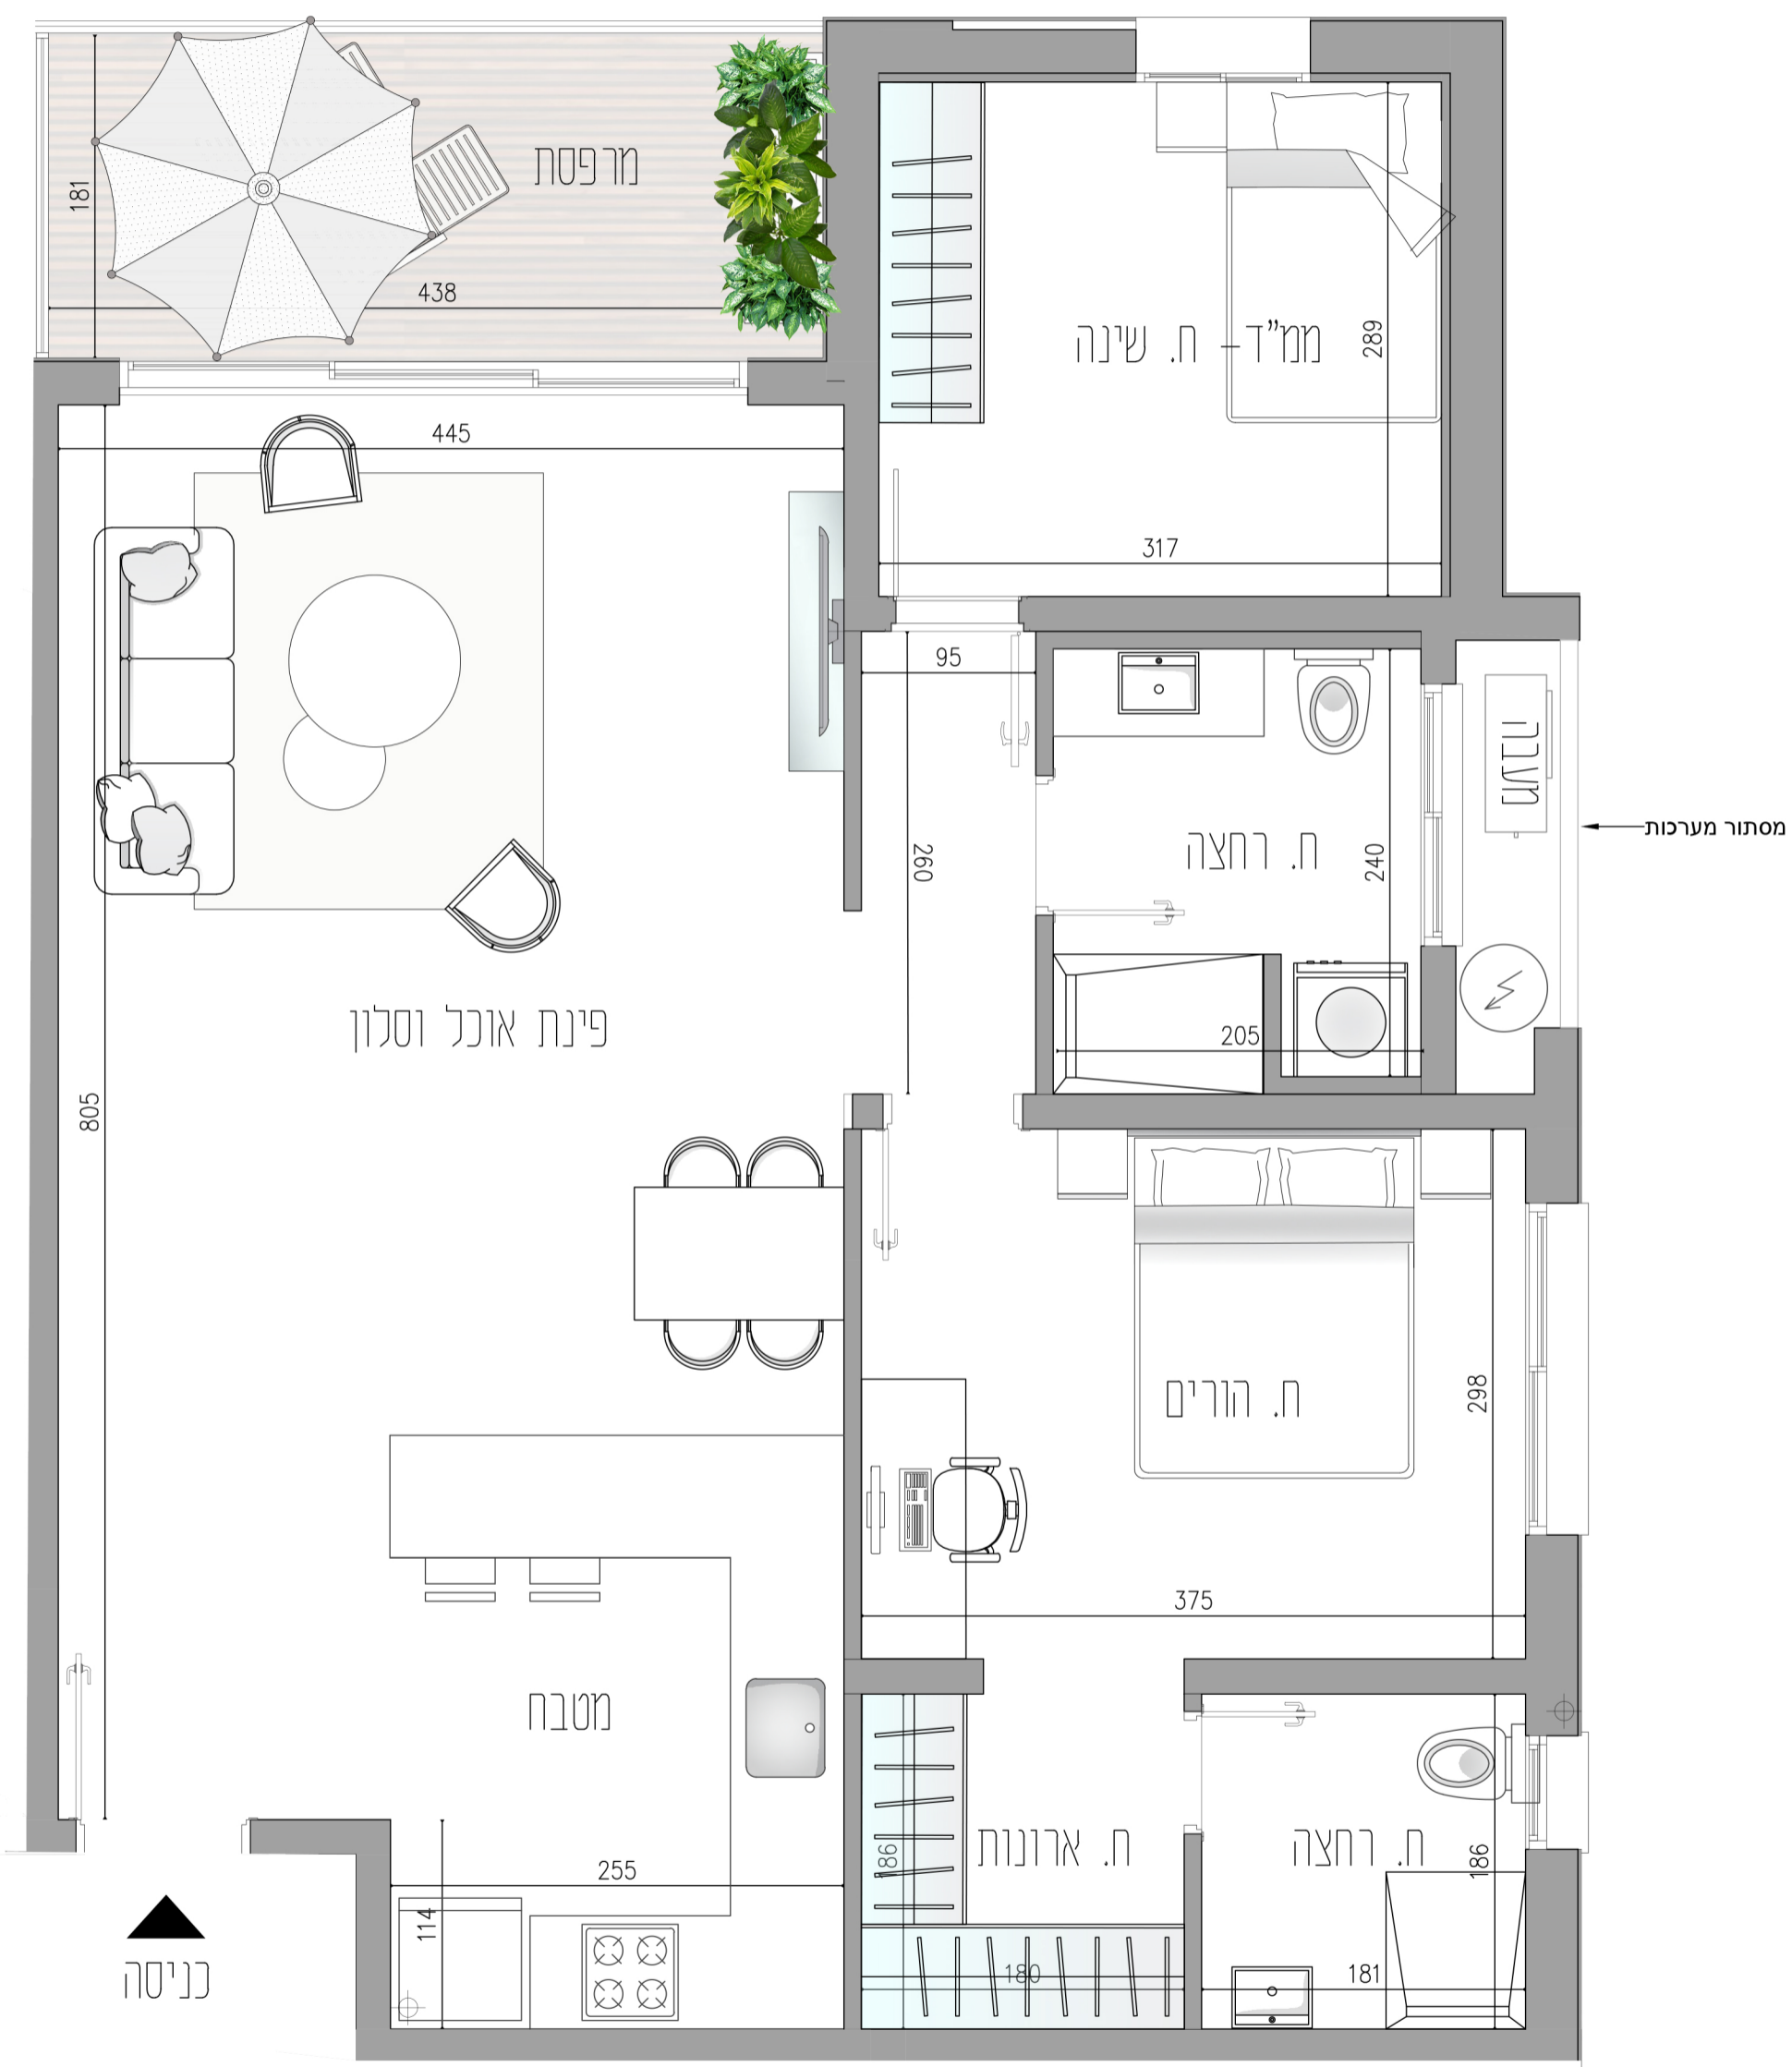 מרפסת
181
438
ממ"ד- ח. שינה
289
317
445
95
260
ח. רחצה
240
205
מעבה
מסתור מערכות
פינת אוכל וסלון
805
ח. הורים
298
375
מטבח
255
114
ח. ארונות
186
180
ח. רחצה
186
181
כניסה